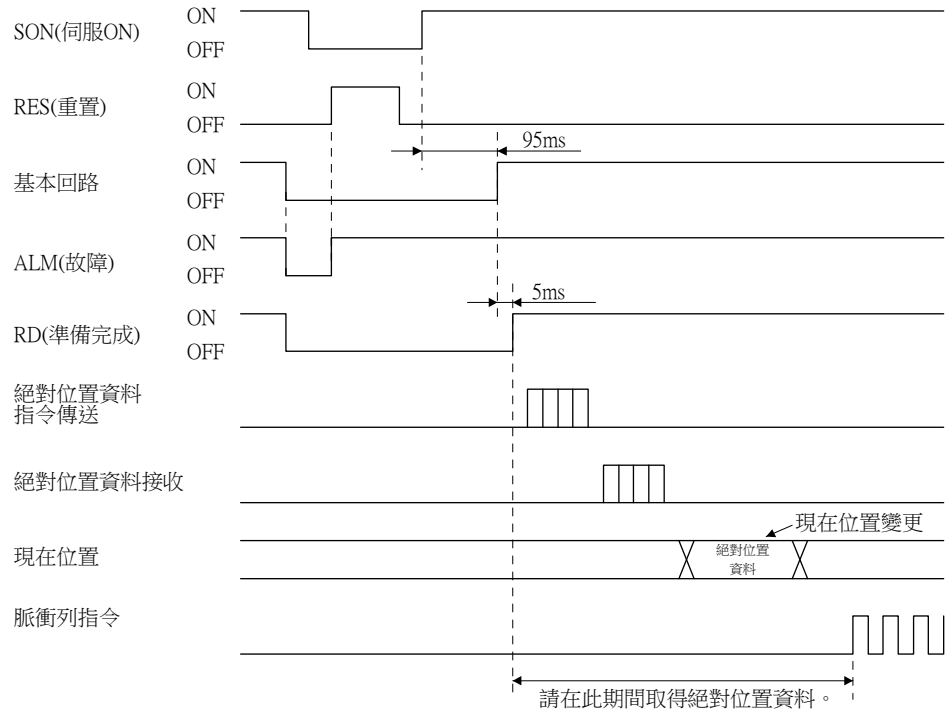 SON(伺服ON)
ON
OFF
RES(重置)
ON
OFF
95ms
基本回路
ON
OFF
ALM(故障)
ON
OFF
5ms
RD(準備完成)
ON
OFF
絕對位置資料
指令傳送
絕對位置資料接收
現在位置變更
現在位置
絕對位置
資料
脈衝列指令
請在此期間取得絕對位置資料。